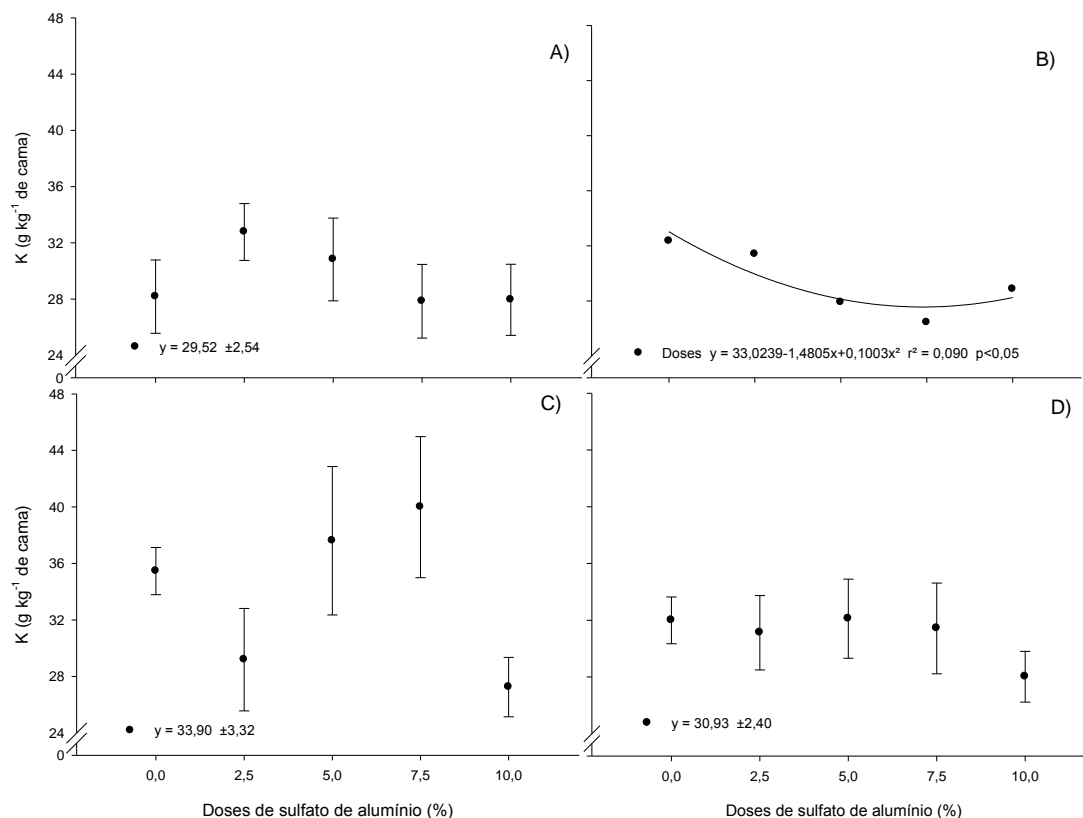 48
44
40
36
32
28
24
0
K (g kg⁻¹ de cama)
A)
y = 29,52 ±2,54
B)
Doses y = 33,0239-1,4805x+0,1003x² r² = 0,090 p<0,05
48
44
40
36
32
28
24
0
K (g kg⁻¹ de cama)
C)
y = 33,90 ±3,32
D)
y = 30,93 ±2,40
0,0 2,5 5,0 7,5 10,0
0,0 2,5 5,0 7,5 10,0
Doses de sulfato de alumínio (%)
Doses de sulfato de alumínio (%)